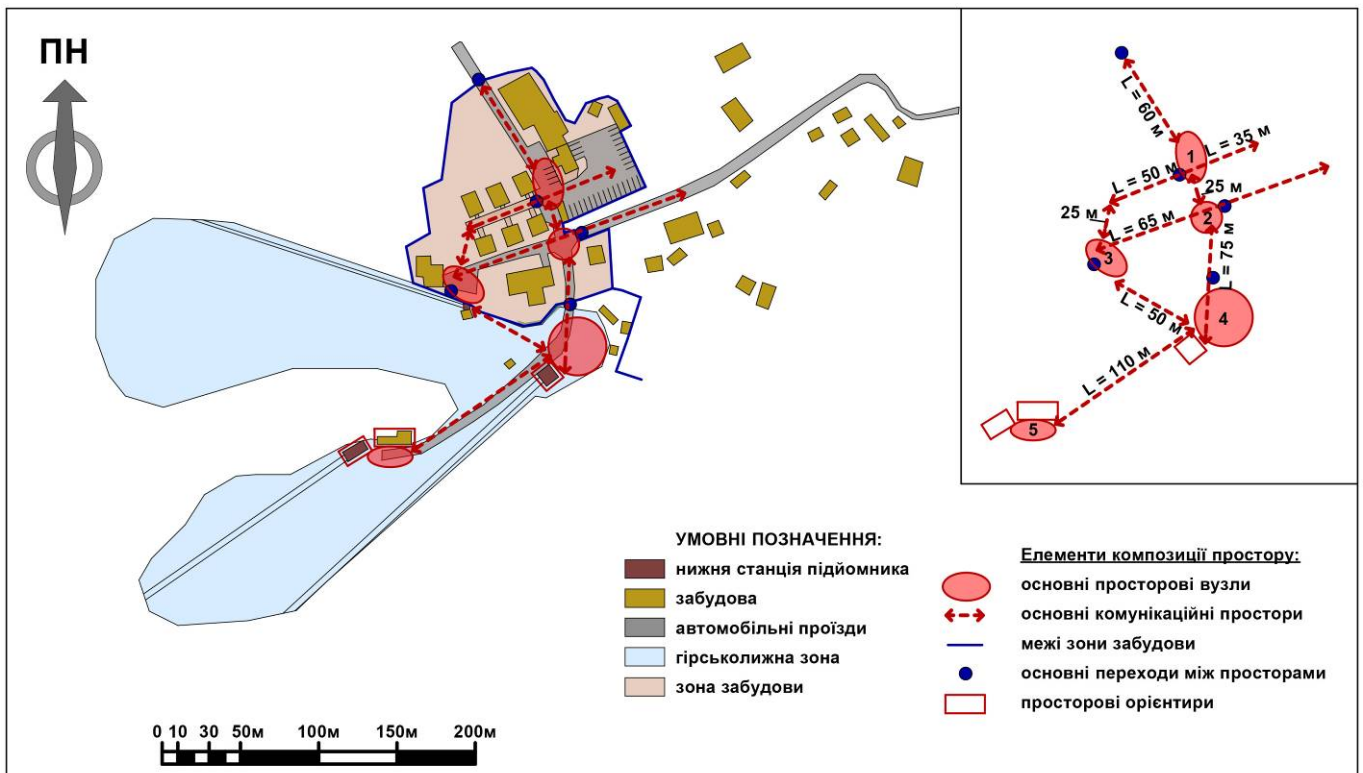 ПН
L = 60 м
1
L = 35 м
L = 50 м
25 м
25 м
2
L = 65 м
3
L = 75 м
4
L = 50 м
L = 110 м
5
УМОВНІ ПОЗНАЧЕННЯ:
нижня станція підйомника
забудова
автомобільні проїзди
гірськолижна зона
зона забудови
Елементи композиції простору:
основні просторові вузли
основні комунікаційні простори
межі зони забудови
основні переходи між просторами
просторові орієнтири
0 10 30 50м 100м 150м 200м